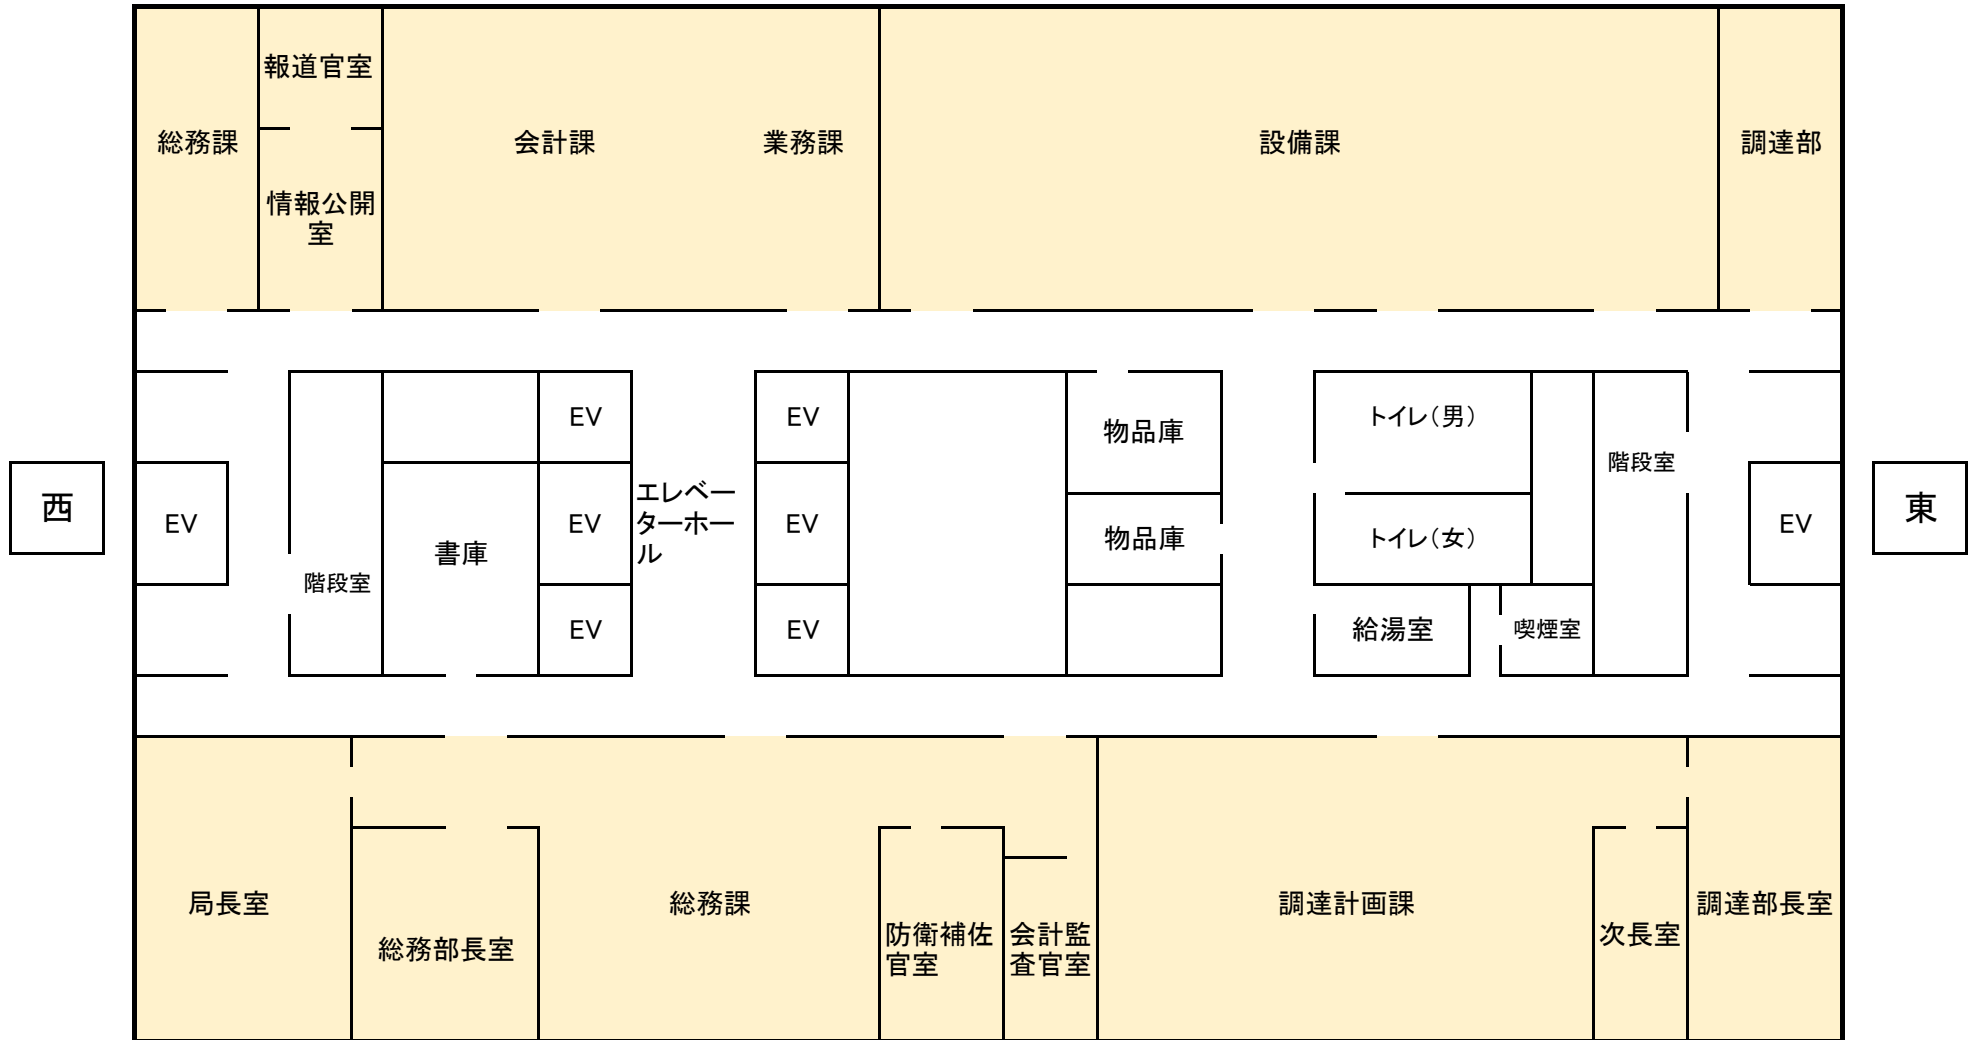 報道官室
総務課
会計課
業務課
設備課
調達部
情報公開
室
EV
EV
物品庫
トイレ（男）
階段室
西
EV
EV
エレベー
ターホー
ル
EV
物品庫
トイレ（女）
EV
東
書庫
階段室
EV
EV
給湯室
喫煙室
局長室
総務部長室
総務課
防衛補佐
官室
会計監
査官室
調達計画課
次長室
調達部長室